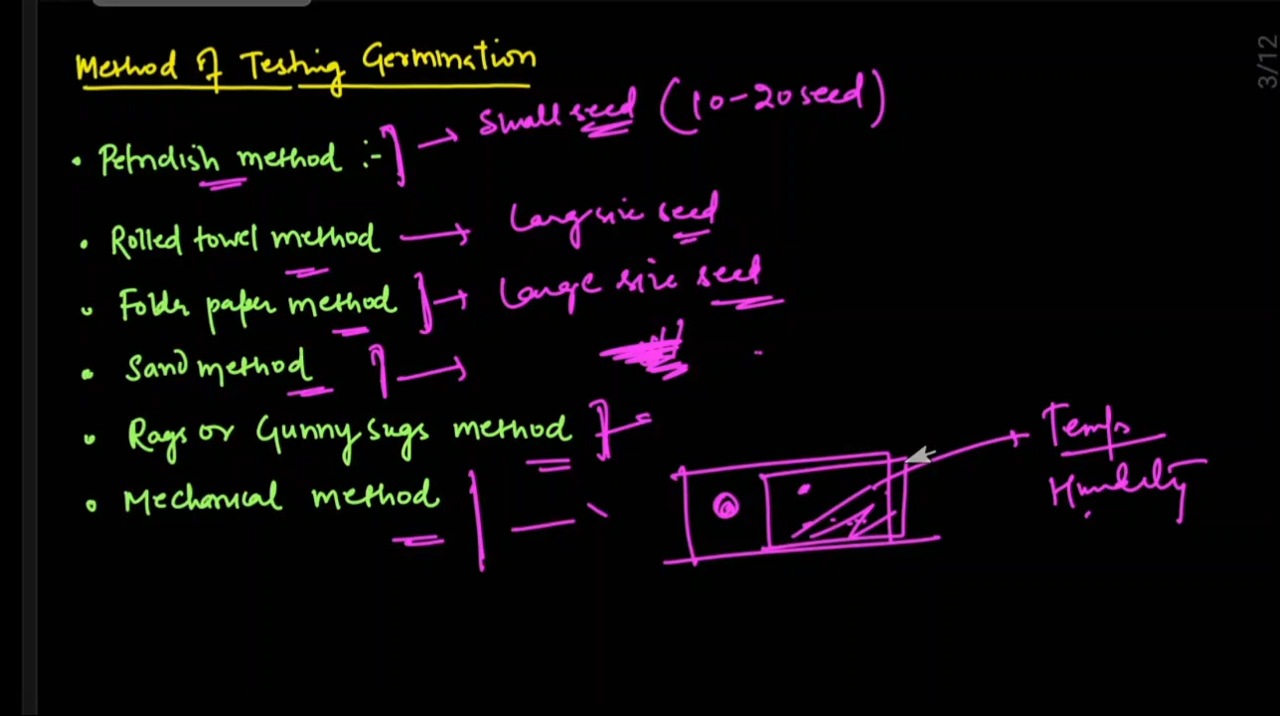 Method of Testing Germination
• Petridish method :- → Small seed (10-20 seed)
• Rolled towel method → Large size seed
• Folder paper method → Large size seed
• Sand method →
• Rags or Gunny sugs method
• Mechanical method
Temp
Humidity
3/12